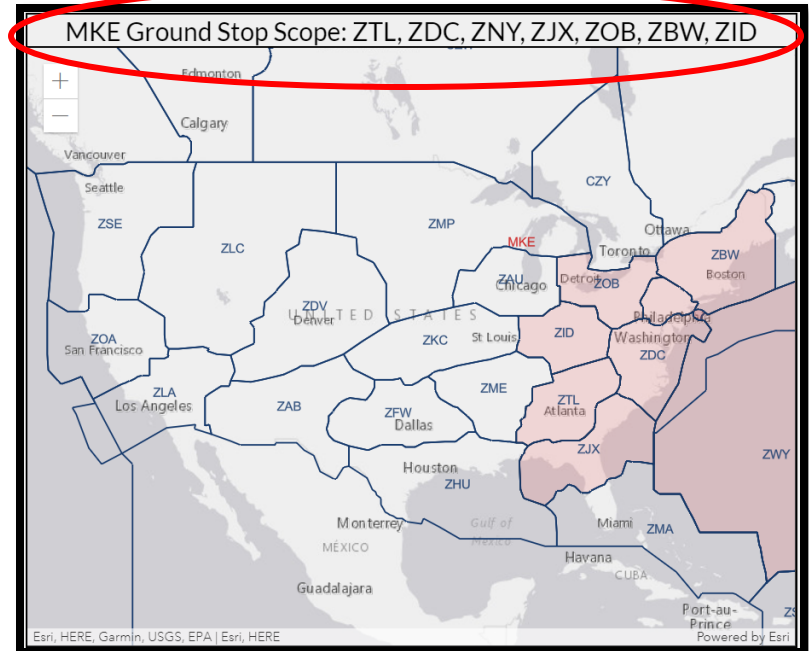 MKE Ground Stop Scope: ZTL, ZDC, ZNY, ZJX, ZOB, ZBW, ZID
Edmonton
+
−
Calgary
Vancouver
Seattle
CZY
ZSE
ZMP
Ottawa
ZLC
MKE
Toronto
ZBW
ZAU
Chicago
Detroit
ZOB
Boston
ZDV
Denver
UNITED STATES
Philadelphia
ZOA
San Francisco
ZKC
St Louis
ZID
Washington
ZDC
ZLA
Los Angeles
ZAB
ZME
ZTL
Atlanta
ZFW
Dallas
ZJX
ZWY
Houston
ZHU
Monterrey
Gulf of
Mexico
Miami
ZMA
MÉXICO
Havana
CUBA
Guadalajara
Port-au-
Prince
Esri, HERE, Garmin, USGS, EPA | Esri, HERE
Powered by Esri